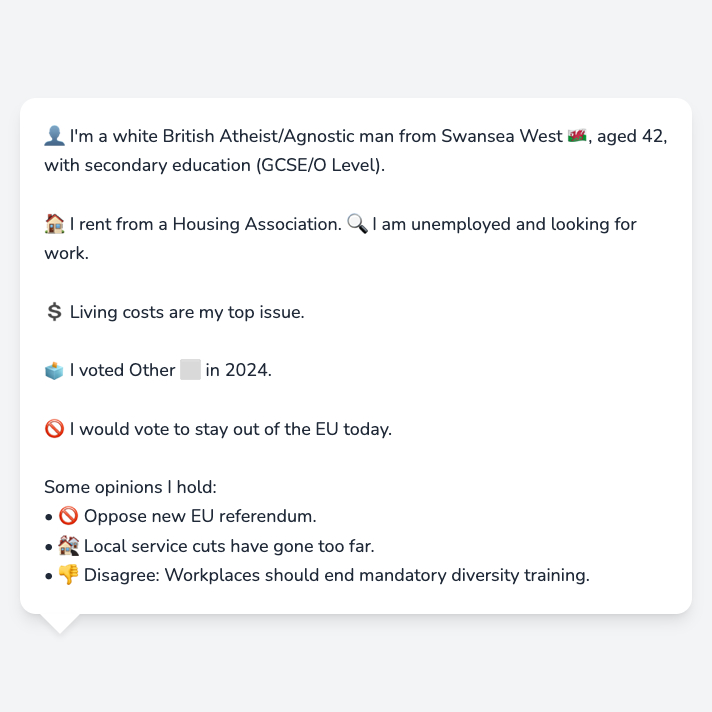 👤 I'm a white British Atheist/Agnostic man from Swansea West 🏴󠁧󠁢󠁷󠁬󠁳󠁿, aged 42,
with secondary education (GCSE/O Level).
🏠 I rent from a Housing Association. 🔍 I am unemployed and looking for
work.
💲 Living costs are my top issue.
🗳️ I voted Other ⬜ in 2024.
🚫 I would vote to stay out of the EU today.
Some opinions I hold:
• 🚫 Oppose new EU referendum.
• 🏚️ Local service cuts have gone too far.
• 👎 Disagree: Workplaces should end mandatory diversity training.